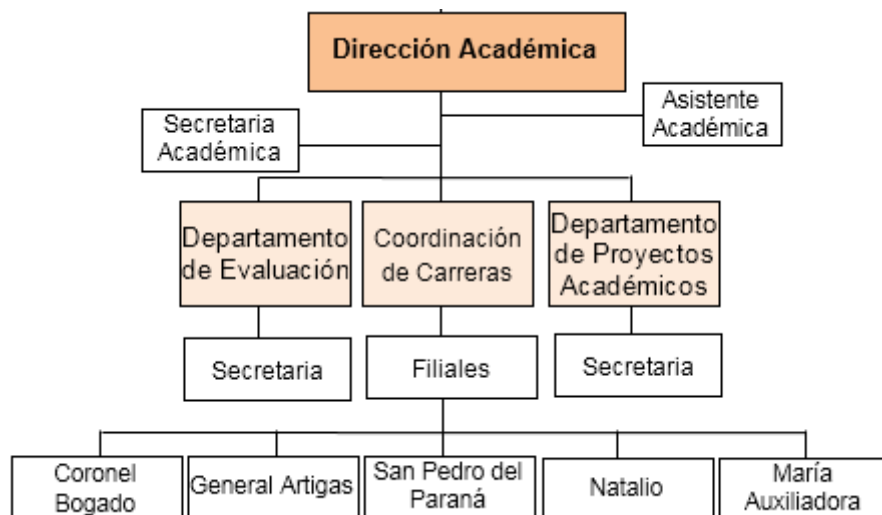 Dirección Académica
Asistente
Académica
Secretaria
Académica
Departamento
de Evaluación
Coordinación
de Carreras
Departamento
de Proyectos
Académicos
Secretaria
Filiales
Secretaria
Coronel
Bogado
General Artigas
San Pedro del
Paraná
Natalio
María
Auxiliadora